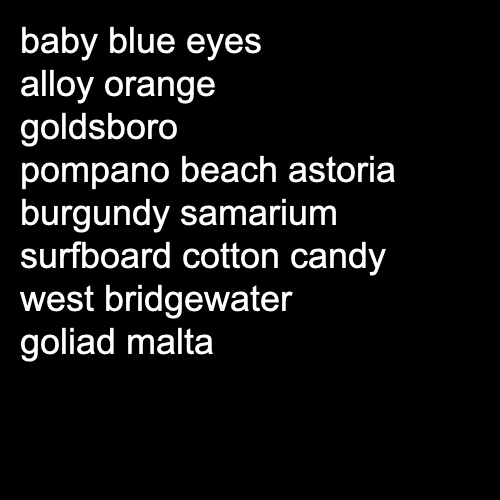 baby blue eyes
alloy orange
goldsboro
pompano beach astoria
burgundy samarium
surfboard cotton candy
west bridgewater
goliad malta